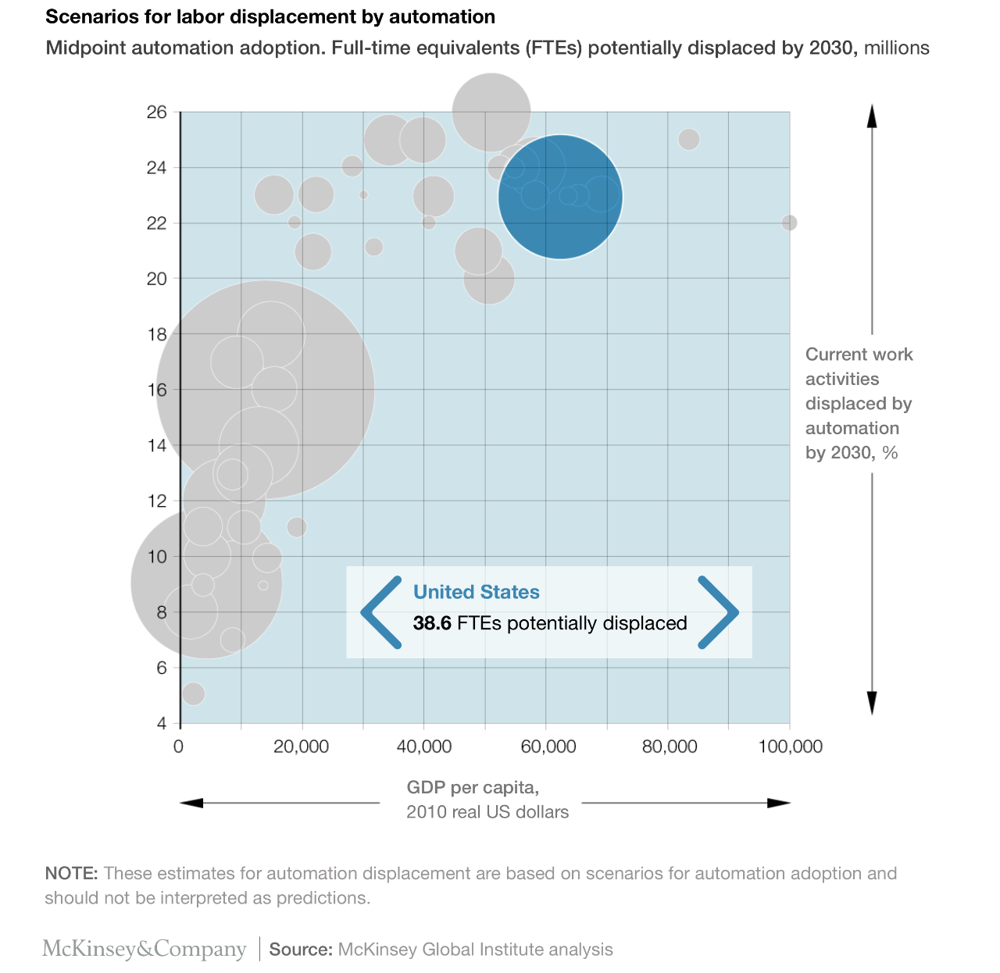 Scenarios for labor displacement by automation
Midpoint automation adoption. Full-time equivalents (FTEs) potentially displaced by 2030, millions
26
24
22
20
18
16
14
12
10
8
6
4
0
20,000
40,000
60,000
80,000
100,000
Current work
activities
displaced by
automation
by 2030, %
United States
38.6 FTEs potentially displaced
GDP per capita,
2010 real US dollars
NOTE: These estimates for automation displacement are based on scenarios for automation adoption and
should not be interpreted as predictions.
McKinsey&Company | Source: McKinsey Global Institute analysis